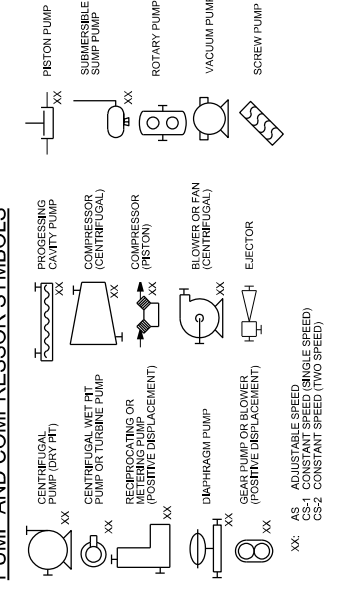 PUMP AND COMPRESSOR SYMBOLS
XX
CENTRIFUGAL
PUMP (DRY PIT)
XX
CENTRIFUGAL WET PIT
PUMP OR TURBINE PUMP
XX
RECIPROCATING OR
METERING PUMP
(POSITIVE DISPLACEMENT)
XX
DIAPHRAGM PUMP
XX
GEAR PUMP OR BLOWER
(POSITIVE DISPLACEMENT)
XX
PROGESSING
CAVITY PUMP
XX
COMPRESSOR
(CENTRIFUGAL)
XX
COMPRESSOR
(PISTON)
XX
BLOWER OR FAN
(CENTRIFUGAL)
EJECTOR
XX
PISTON PUMP
XX
SUBMERSIBLE
SUMP PUMP
ROTARY PUMP
VACUUM PUMP
SCREW PUMP
XX: AS ADJUSTABLE SPEED
CS-1 CONSTANT SPEED (SINGLE SPEED)
CS-2 CONSTANT SPEED (TWO SPEED)